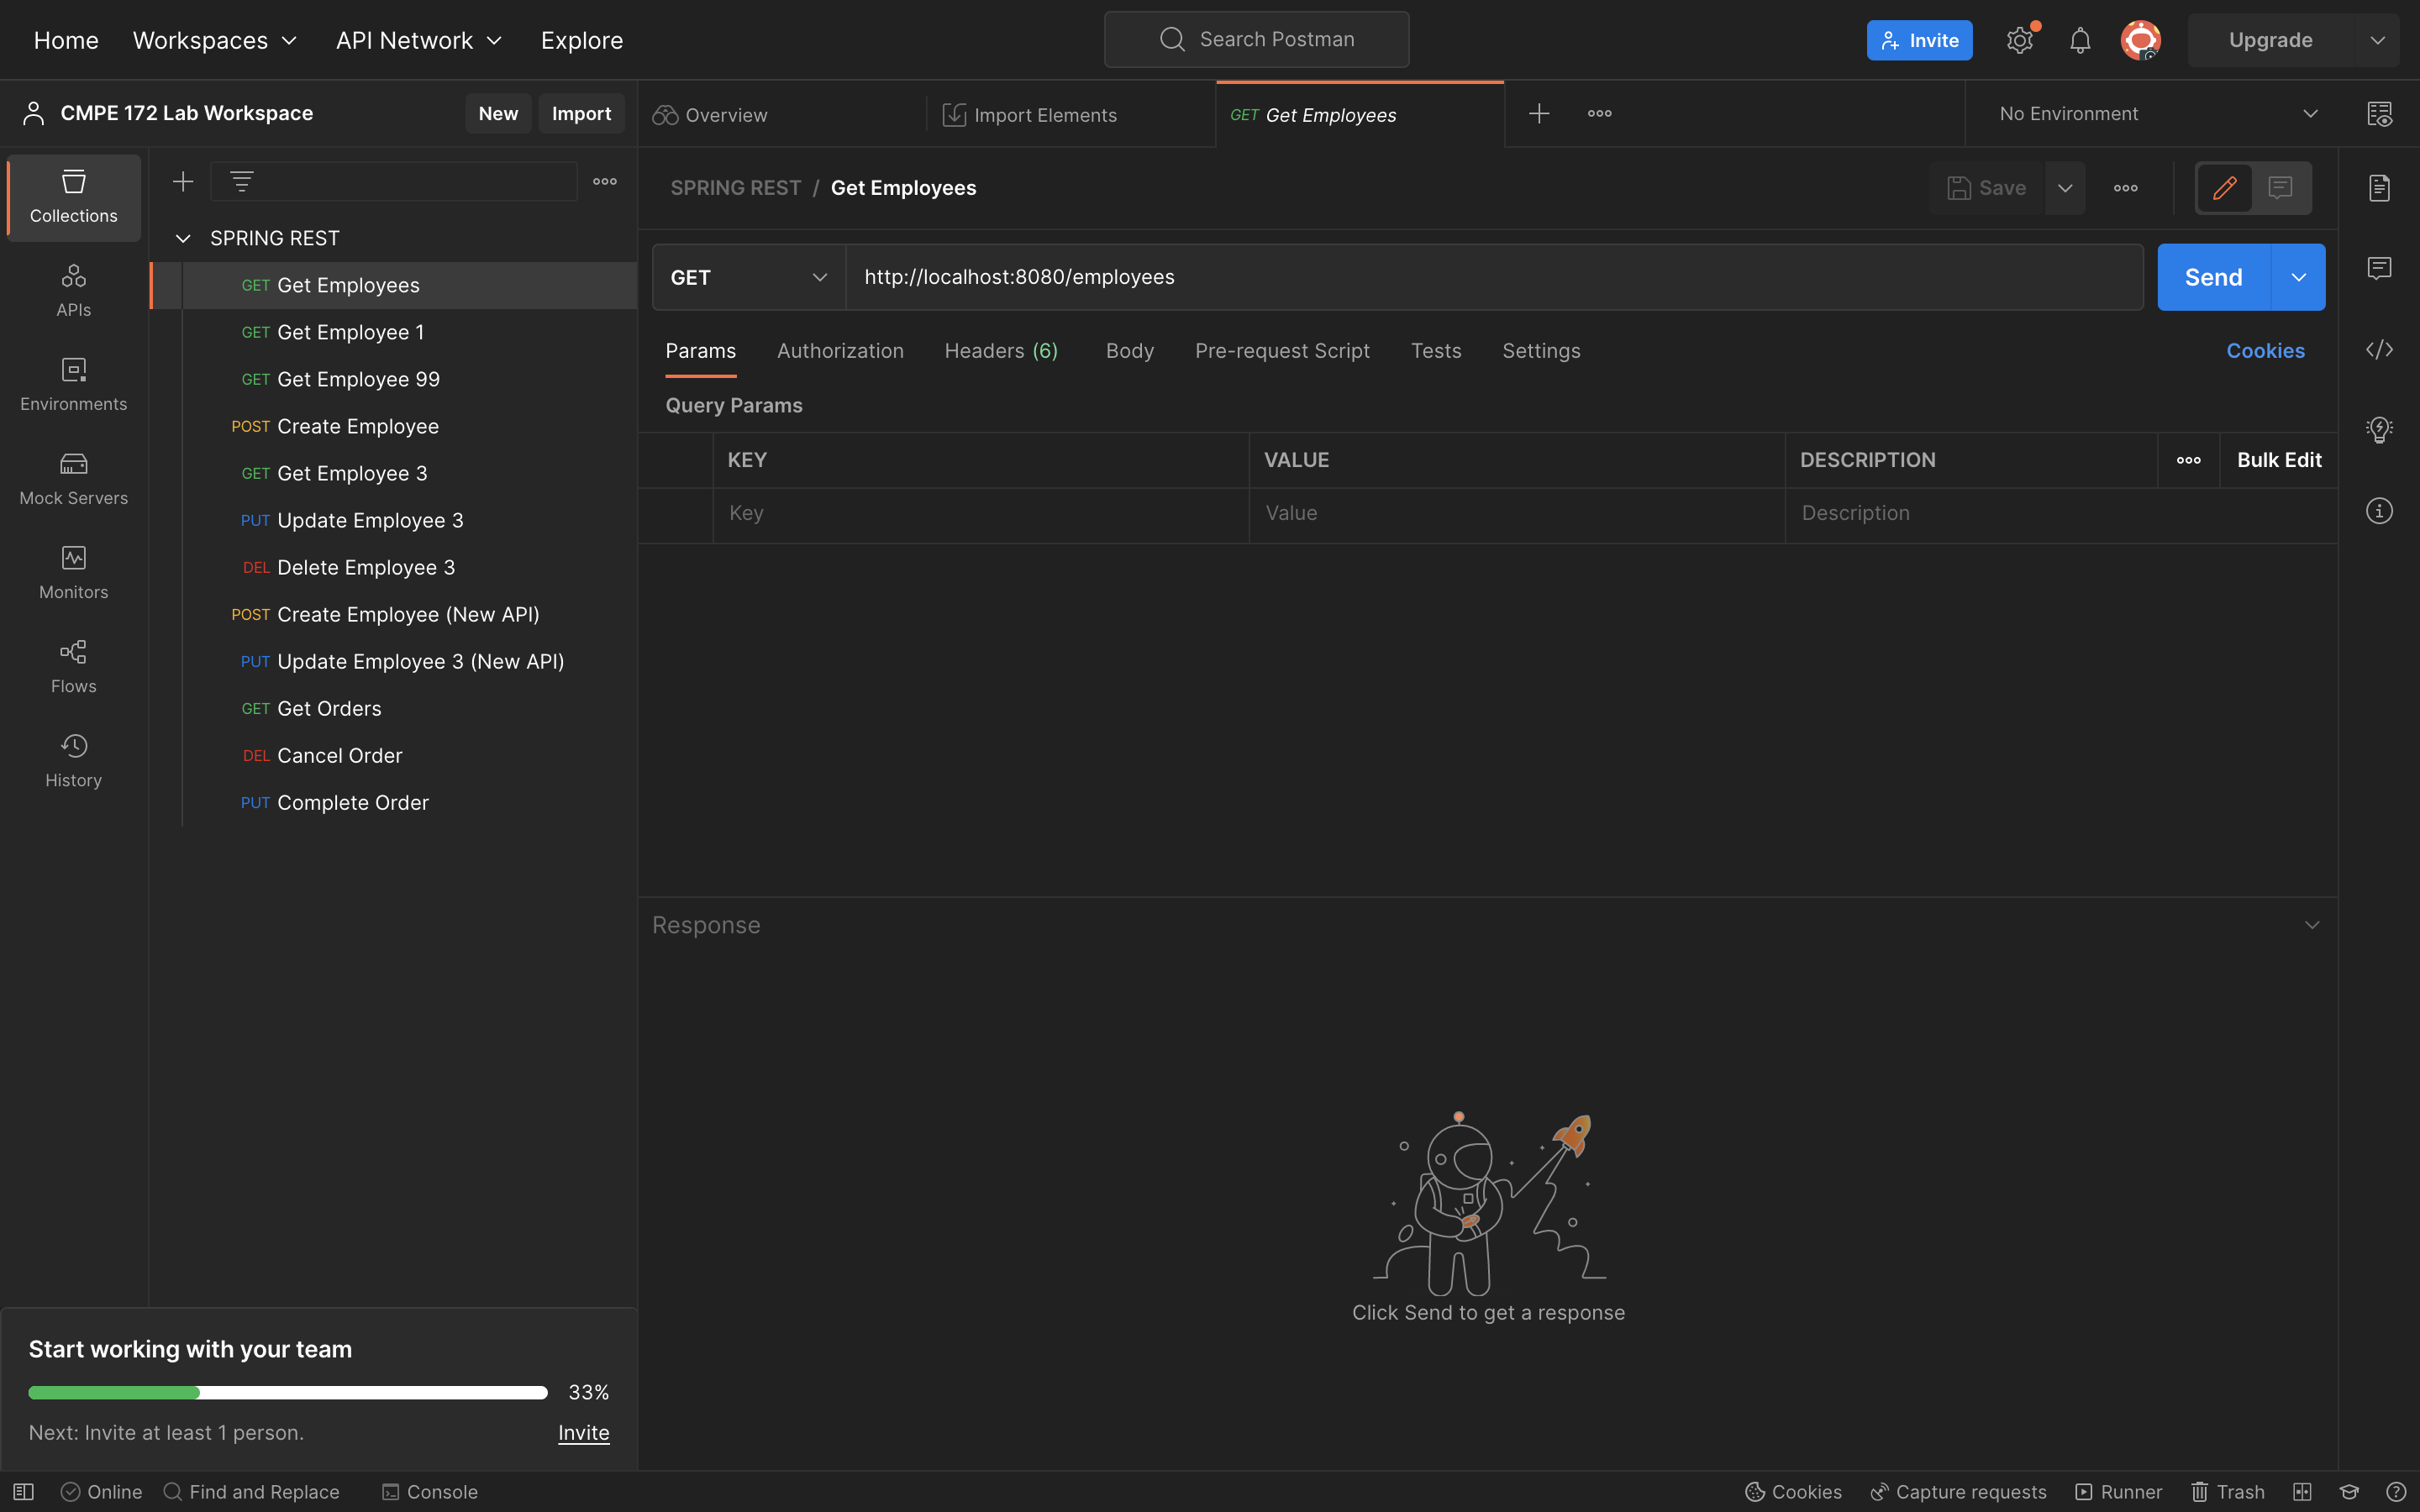 Home Workspaces API Network Explore Search Postman Invite Upgrade
CMPE 172 Lab Workspace New Import Overview Import Elements GET Get Employees No Environment
Collections
APIs
Environments
Mock Servers
Monitors
Flows
History
SPRING REST
GET Get Employees
GET Get Employee 1
GET Get Employee 99
POST Create Employee
GET Get Employee 3
PUT Update Employee 3
DEL Delete Employee 3
POST Create Employee (New API)
PUT Update Employee 3 (New API)
GET Get Orders
DEL Cancel Order
PUT Complete Order
Start working with your team
33%
Next: Invite at least 1 person. Invite
SPRING REST / Get Employees Save
GET http://localhost:8080/employees Send
Params Authorization Headers (6) Body Pre-request Script Tests Settings Cookies
Query Params
KEY VALUE DESCRIPTION Bulk Edit
Key Value Description
Response
Click Send to get a response
Online Find and Replace Console Cookies Capture requests Runner Trash